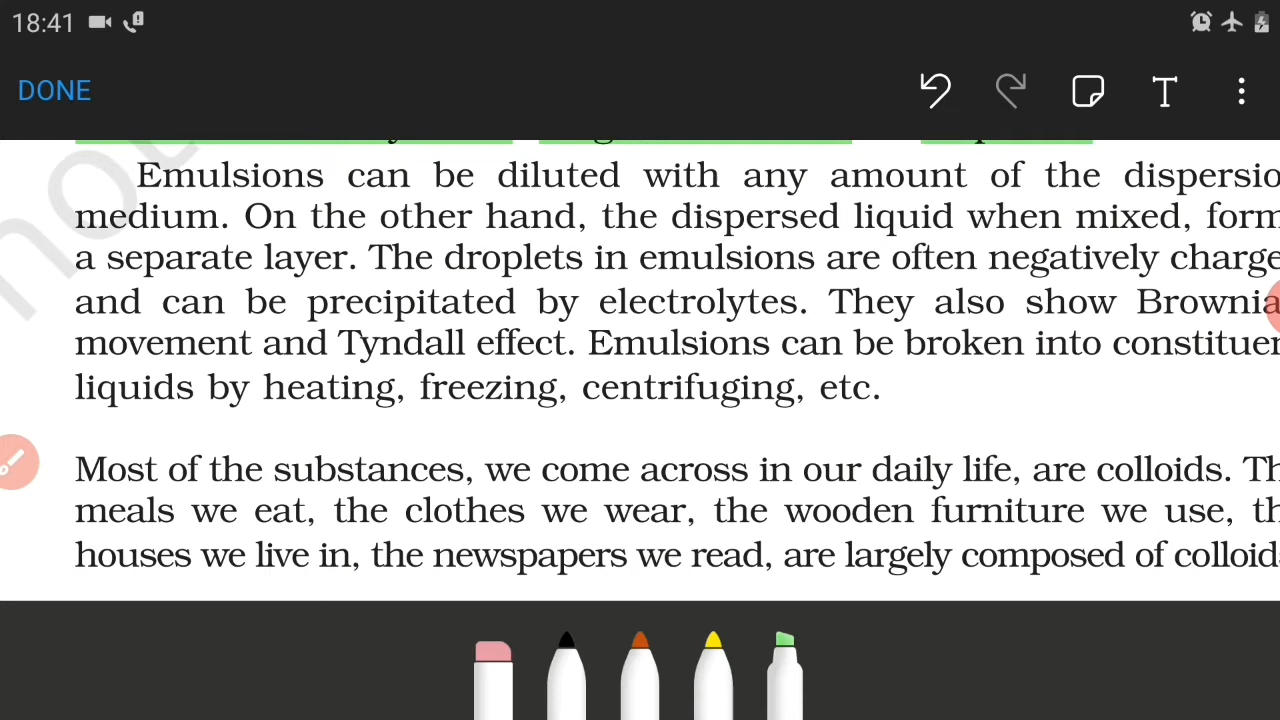 18:41
DONE
T
Emulsions can be diluted with any amount of the dispersio
medium. On the other hand, the dispersed liquid when mixed, form
a separate layer. The droplets in emulsions are often negatively charge
and can be precipitated by electrolytes. They also show Brownia
movement and Tyndall effect. Emulsions can be broken into constituen
liquids by heating, freezing, centrifuging, etc.
Most of the substances, we come across in our daily life, are colloids. Th
meals we eat, the clothes we wear, the wooden furniture we use, th
houses we live in, the newspapers we read, are largely composed of colloids